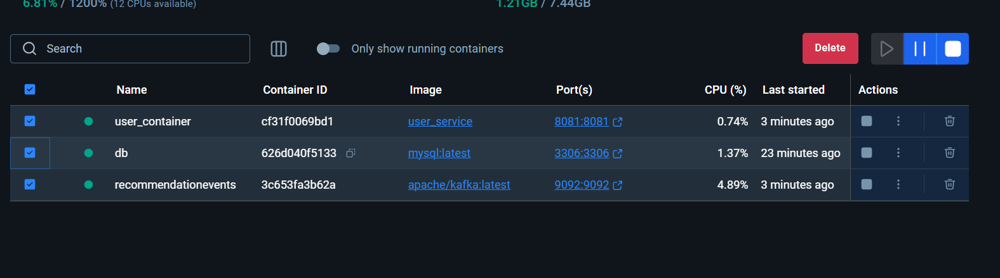 6.81% / 1200% (12 CPUs available) 1.21GB / 7.44GB
Search Only show running containers Delete
Name Container ID Image Port(s) CPU (%) Last started Actions
user_container cf31f0069bd1 user_service 8081:8081 0.74% 3 minutes ago
db 626d040f5133 mysql:latest 3306:3306 1.37% 23 minutes ago
recommendationevents 3c653fa3b62a apache/kafka:latest 9092:9092 4.89% 3 minutes ago